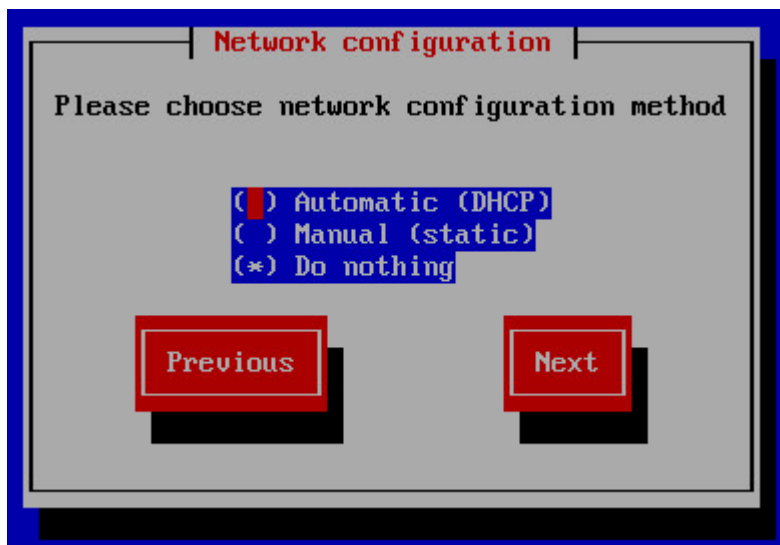 Network configuration
Please choose network configuration method
( ) Automatic (DHCP)
( ) Manual (static)
(*) Do nothing
Previous Next